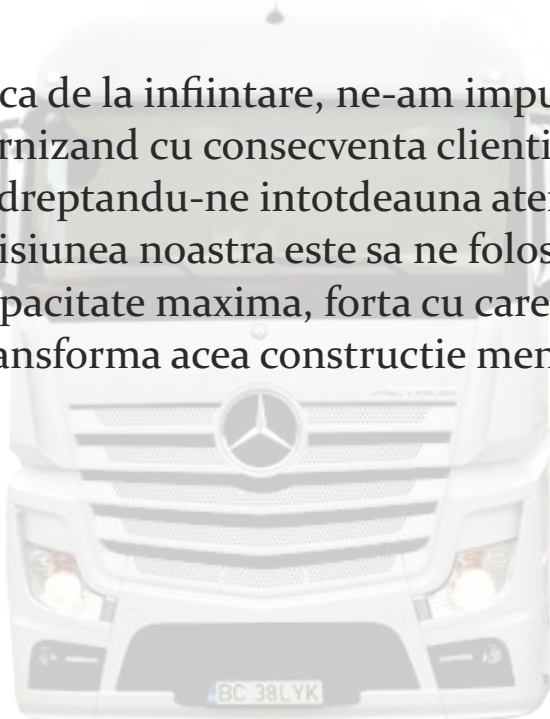 ca de la infiintare, ne-am impu
rnizand cu consecventa clienti
dreptandu-ne intotdeauna ate
isiunea noastra este sa ne folos
pacitate maxima, forta cu care
ansforma acea constructie men
BC 38LYK